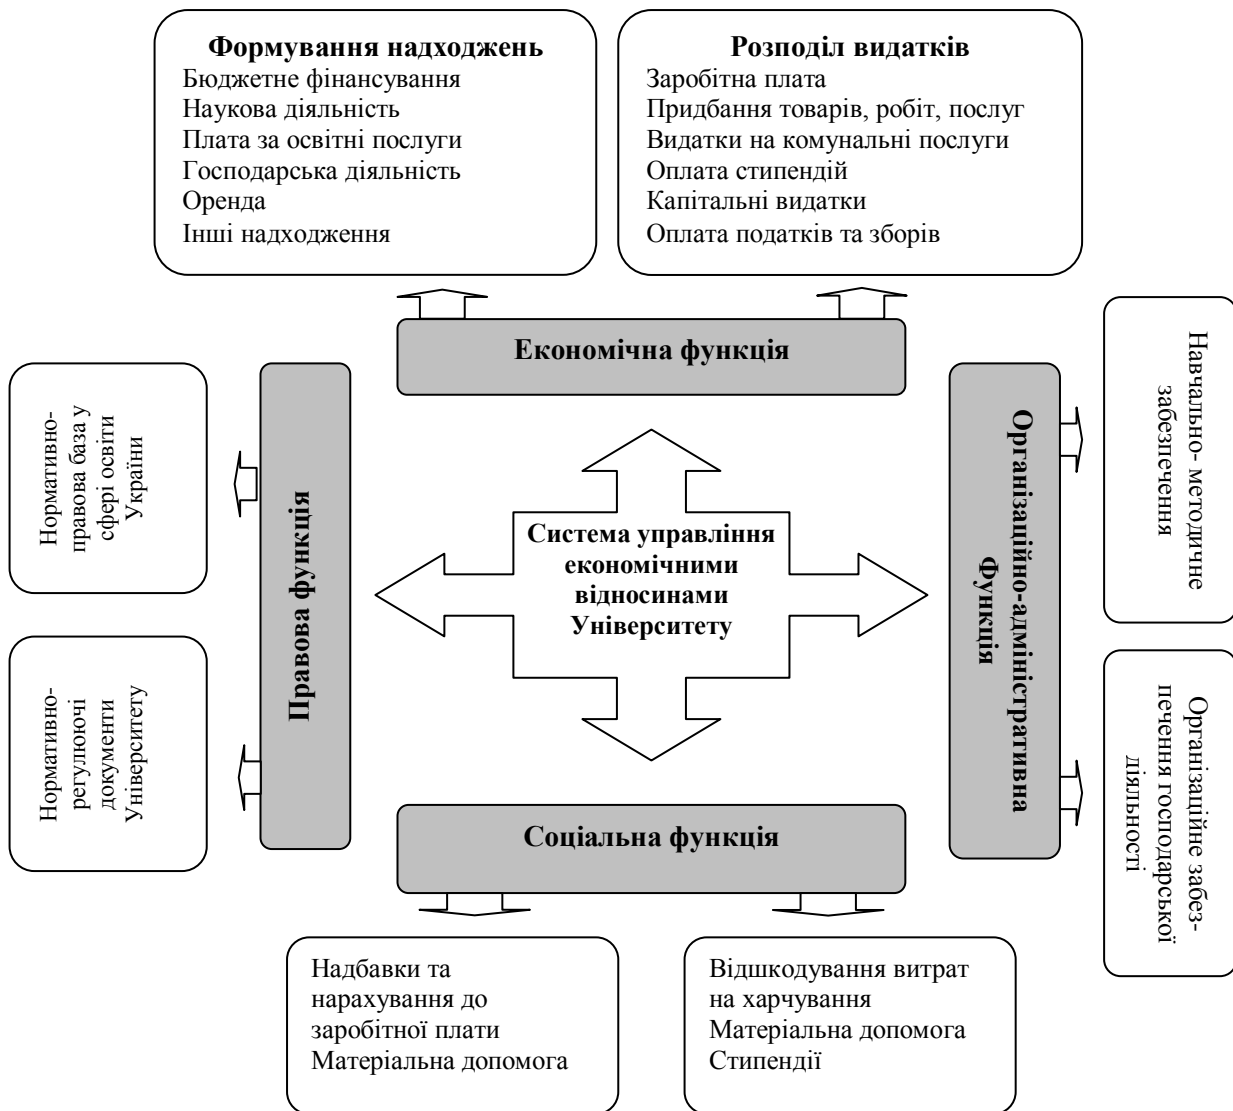 Формування надходжень
Бюджетне фінансування
Наукова діяльність
Плата за освітні послуги
Господарська діяльність
Оренда
Інші надходження
Розподіл видатків
Заробітна плата
Придбання товарів, робіт, послуг
Видатки на комунальні послуги
Оплата стипендій
Капітальні видатки
Оплата податків та зборів
Економічна функція
Нормативно-
правова база у
сфері освіти
України
Нормативно-
регулюючі
документи
Університету
Правова функція
Система управління
економічними
відносинами
Університету
Організаційно-адміністративна
Функція
Навчально- методичне
забезпечення
Організаційне забез-
печення господарської
діяльності
Соціальна функція
Надбавки та
нарахування до
заробітної плати
Матеріальна допомога
Відшкодування витрат
на харчування
Матеріальна допомога
Стипендії